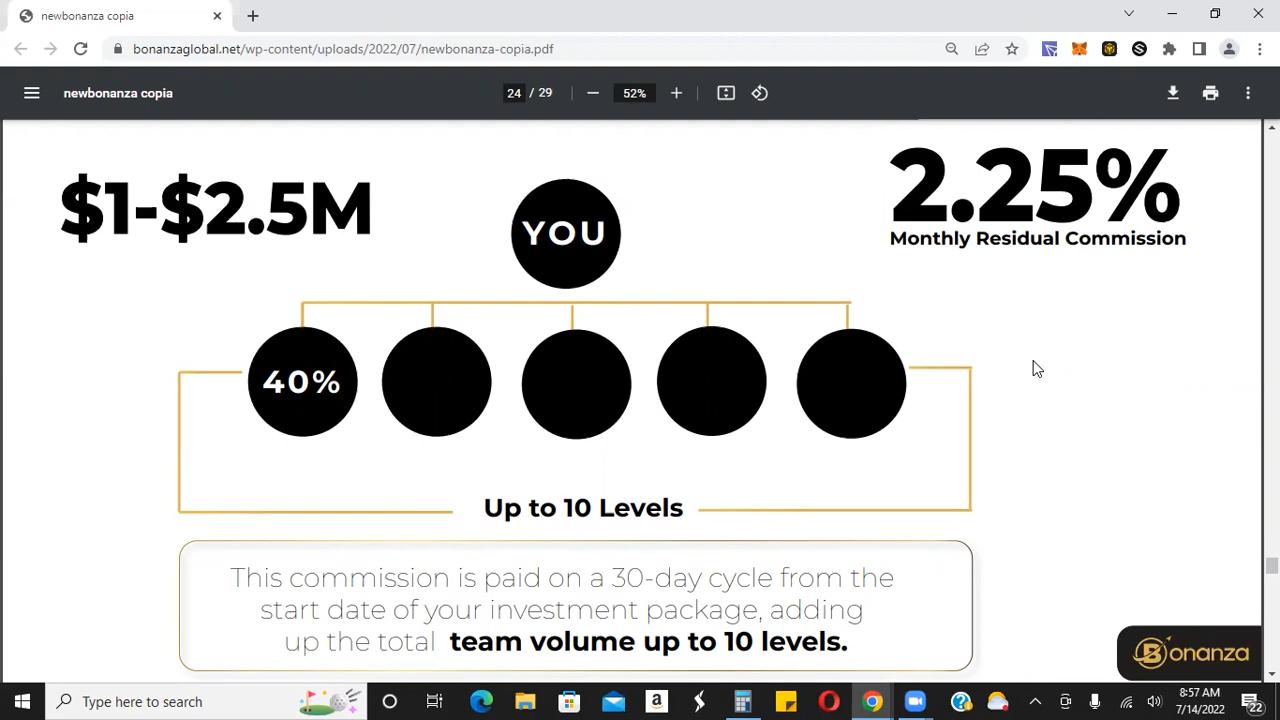 newbonanza copia
bonanzaglobal.net/wp-content/uploads/2022/07/newbonanza-copia.pdf
newbonanza copia
24 / 29
52%
$1-$2.5M
YOU
2.25%
Monthly Residual Commission
40%
Up to 10 Levels
This commission is paid on a 30-day cycle from the
start date of your investment package, adding
up the total team volume up to 10 levels.
Bonanza
Type here to search
8:57 AM
7/14/2022
22